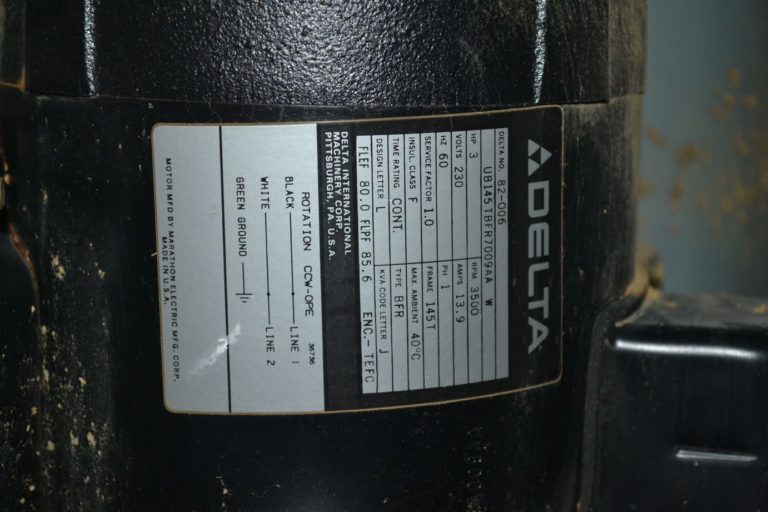 DELTA
DELTA NO. 82-006
UB145TBFR7009AA W
HP 3 RPM 3500
VOLTS 230 AMPS 13.9
HZ 60 PH 1
SERVICE FACTOR 1.0 FRAME 145T
INSUL. CLASS F MAX. AMBIENT 40°C
TIME RATING CONT. TYPE BFR
DESIGN LETTER L KVA CODE LETTER J
FLEF 80.0 FLPF 85.6 ENC.- TEFC
DELTA INTERNATIONAL
MACHINERY CORP.
PITTSBURGH, PA. U.S.A.
36736
ROTATION CCW-OPE
BLACK LINE 1
WHITE LINE 2
GREEN GROUND
MOTOR MFD BY MARATHON ELECTRIC MFG. CORP.
MADE IN U.S.A.